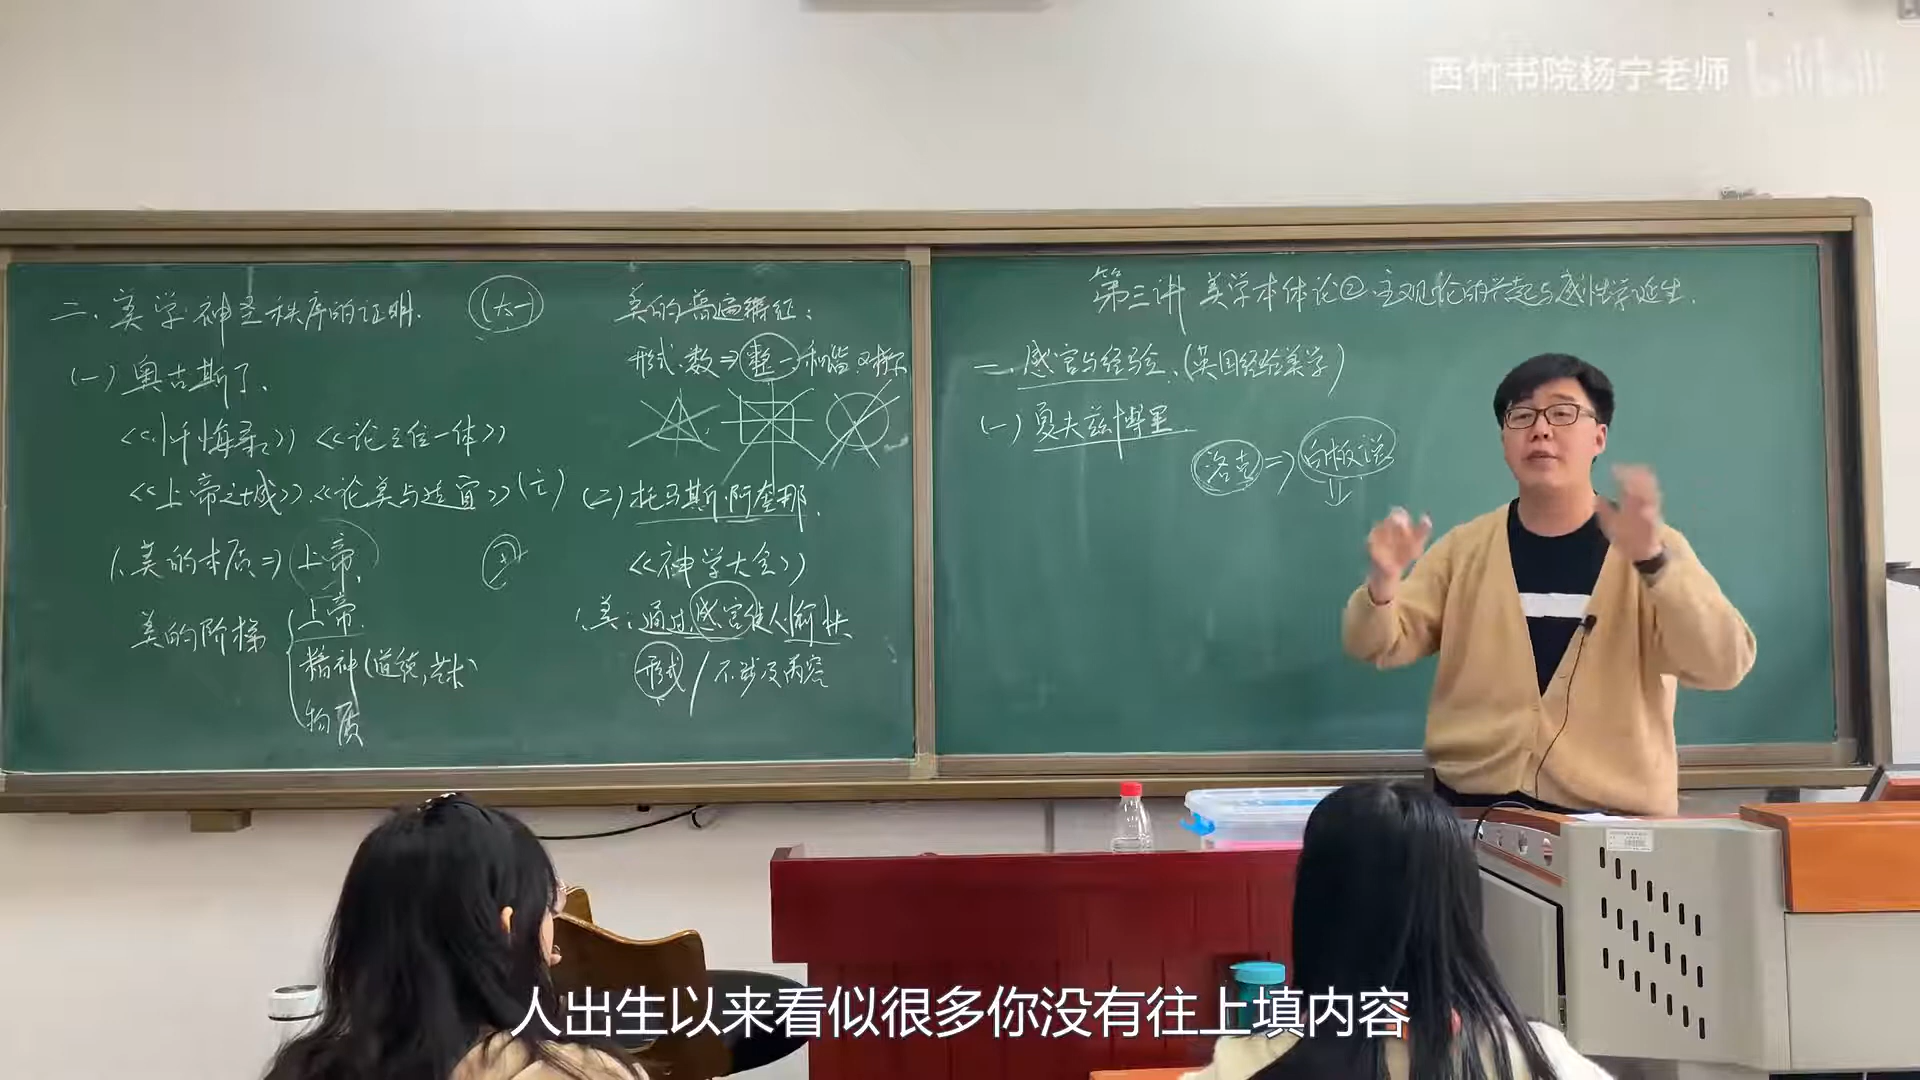 西竹书院杨宁老师 bilibili
二、美学:神圣秩序的证明.
(太一)
(一)奥古斯丁.
《忏悔录》《论三位一体》
《上帝之城》.《论美与适宜》(亡)
1、美的本质⇒上帝.
美的阶梯
上帝.
精神(道德,艺术)
物质
美的普遍特征:
形式.数⇒整一 和谐 对称
(二)托马斯·阿奎那.
《神学大全》
1、美:通过感官使人愉快
形式/不涉及内容
第三讲 美学本体论②:主观论的兴起与感性学诞生.
一、感官与经验.(英国经验美学)
(一)夏夫兹博里.
洛克⇒白板说
⇓
人出生以来看似很多你没有往上填内容